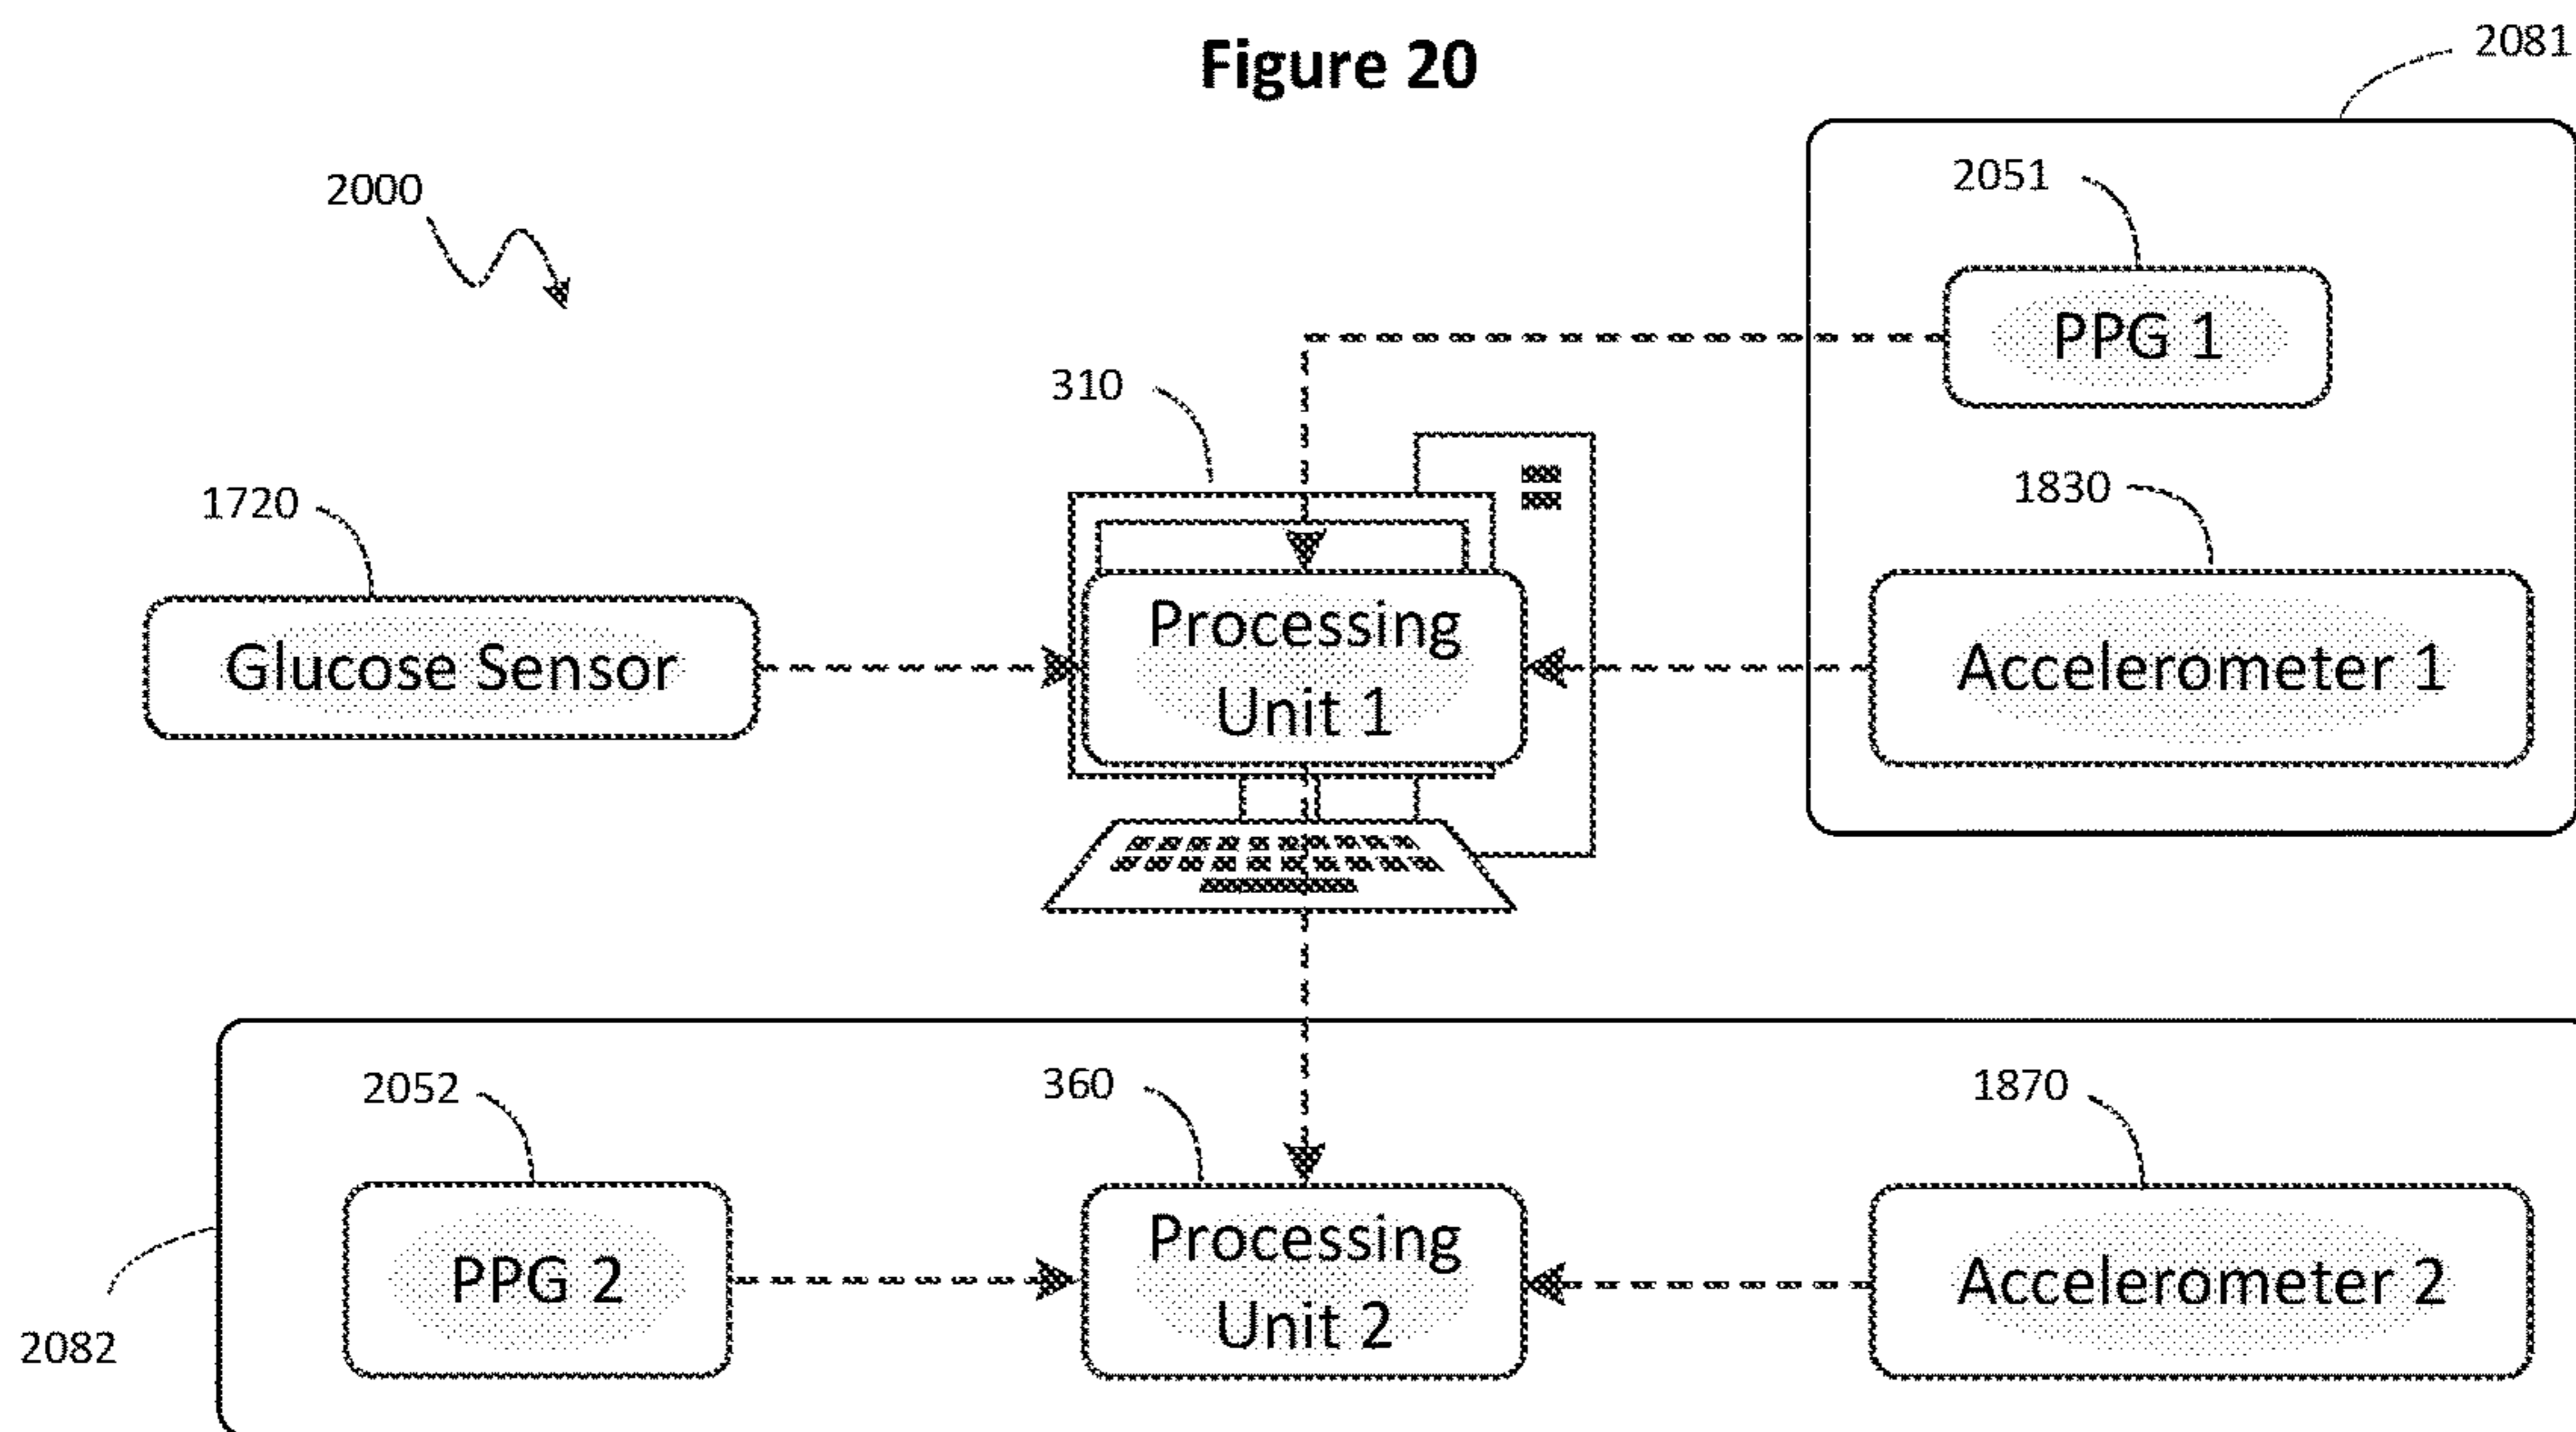 Figure 20
2081
2000
2051
PPG 1
310
1720
1830
Glucose Sensor
Processing
Unit 1
Accelerometer 1
2052
360
1870
2082
PPG 2
Processing
Unit 2
Accelerometer 2